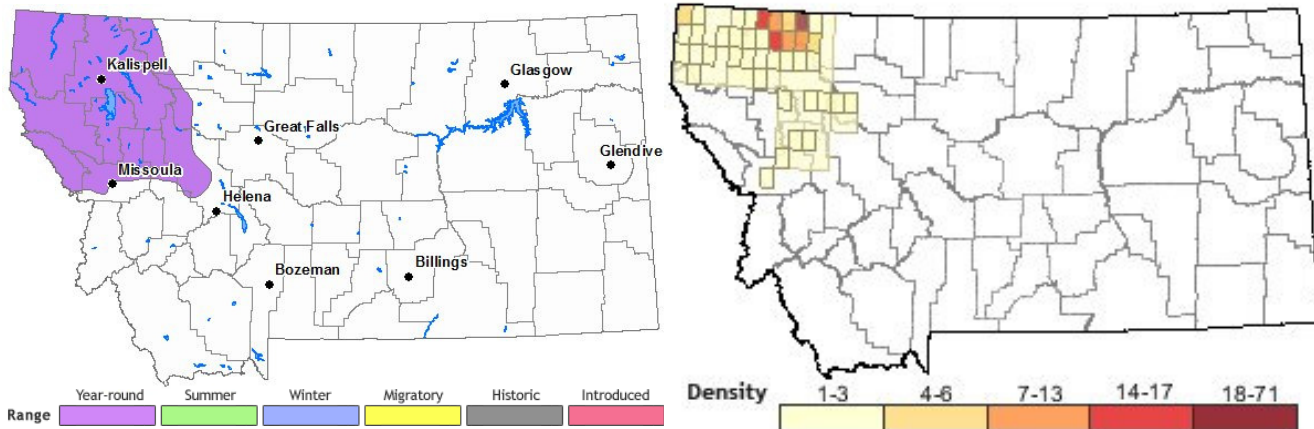 Kalispell
Glasgow
Great Falls
Glendive
Missoula
Helena
Bozeman
Billings
Range Year-round Summer Winter Migratory Historic Introduced
Density 1-3 4-6 7-13 14-17 18-71